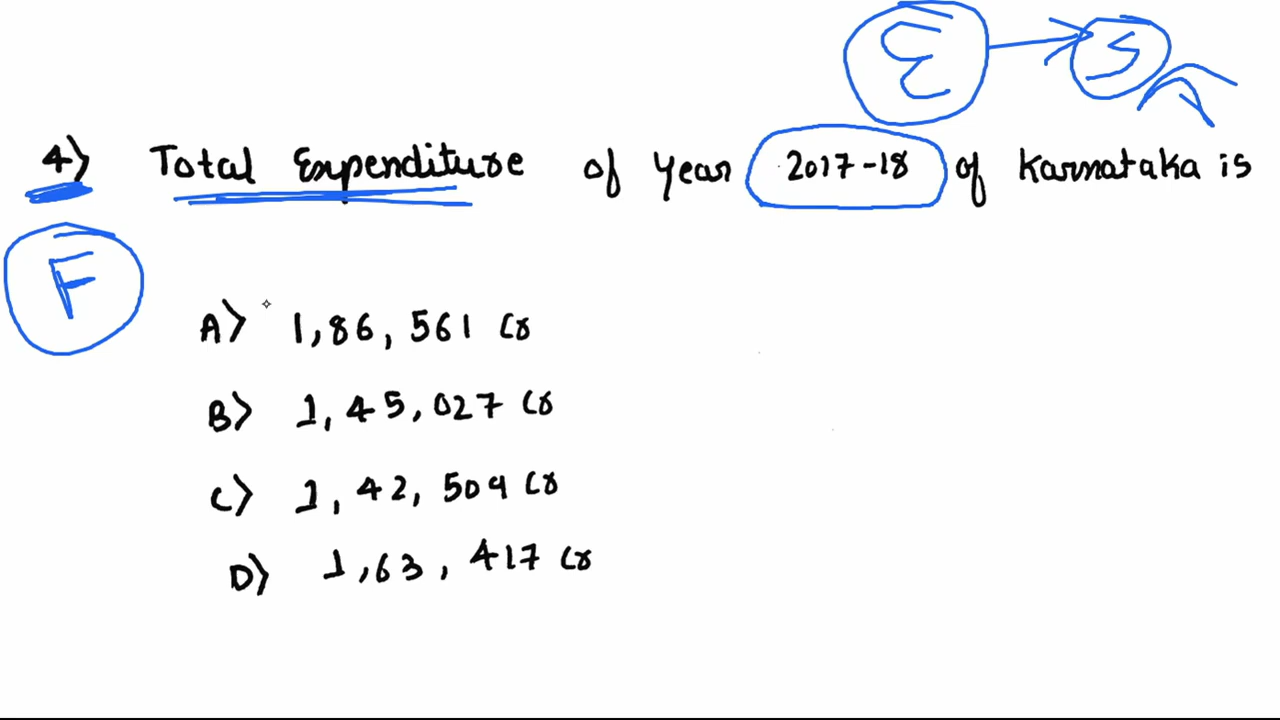 E S
4) Total Expenditure of Year 2017-18 of Karnataka is
F
A) 1,86,561 Cr
B) 1,45,027 Cr
C) 1,42,509 Cr
D) 1,63,417 Cr